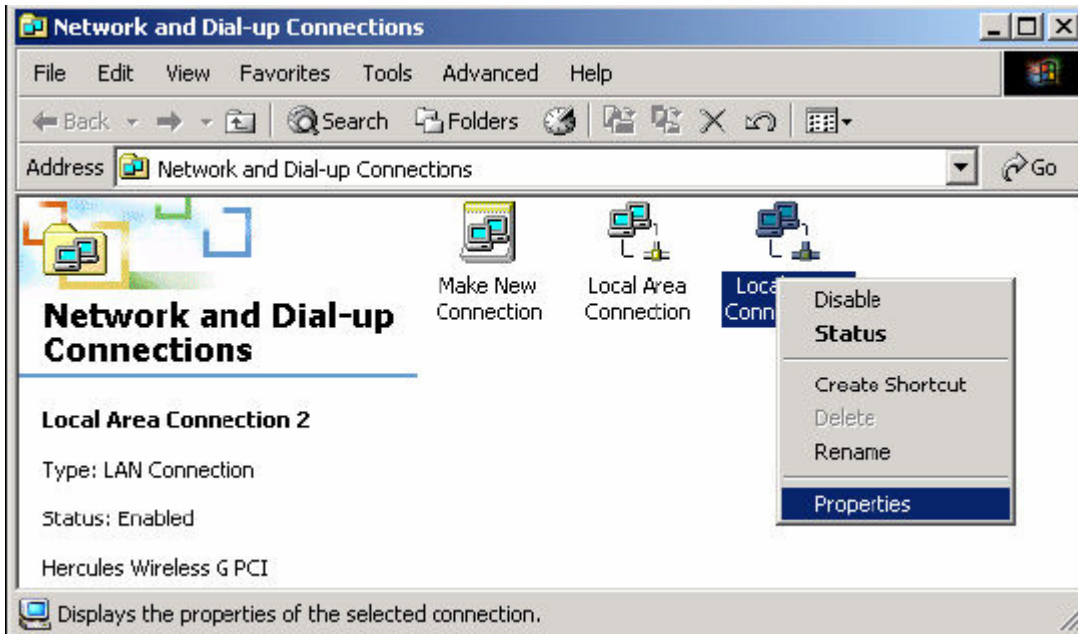 Network and Dial-up Connections
File Edit View Favorites Tools Advanced Help
Back Search Folders
Address Network and Dial-up Connections Go
Make New Connection
Local Area Connection
Network and Dial-up
Connections
Local Area Connection 2
Type: LAN Connection
Status: Enabled
Hercules Wireless G PCI
Disable
Status
Create Shortcut
Delete
Rename
Properties
Displays the properties of the selected connection.